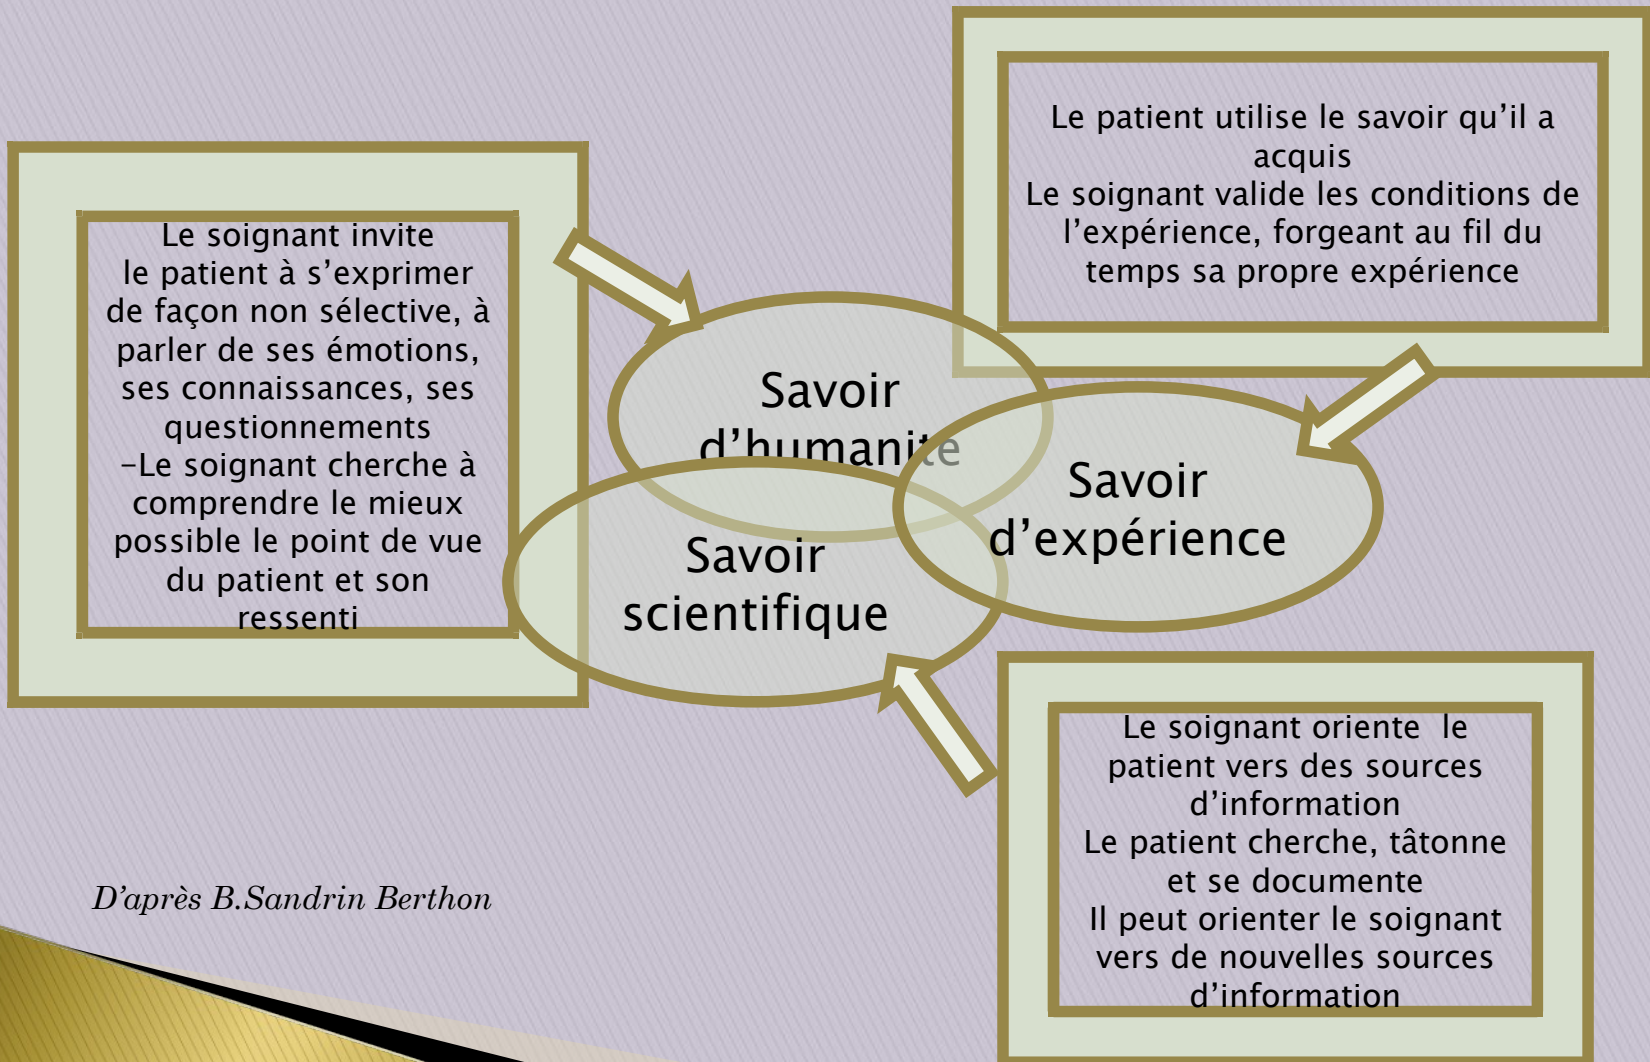 Le soignant invite
le patient à s’exprimer
de façon non sélective, à
parler de ses émotions,
ses connaissances, ses
questionnements
-Le soignant cherche à
comprendre le mieux
possible le point de vue
du patient et son
ressenti
Le patient utilise le savoir qu’il a
acquis
Le soignant valide les conditions de
l’expérience, forgeant au fil du
temps sa propre expérience
Savoir
d’humanité
Savoir
d’expérience
Savoir
scientifique
Le soignant oriente le
patient vers des sources
d’information
Le patient cherche, tâtonne
et se documente
Il peut orienter le soignant
vers de nouvelles sources
d’information
D’après B.Sandrin Berthon